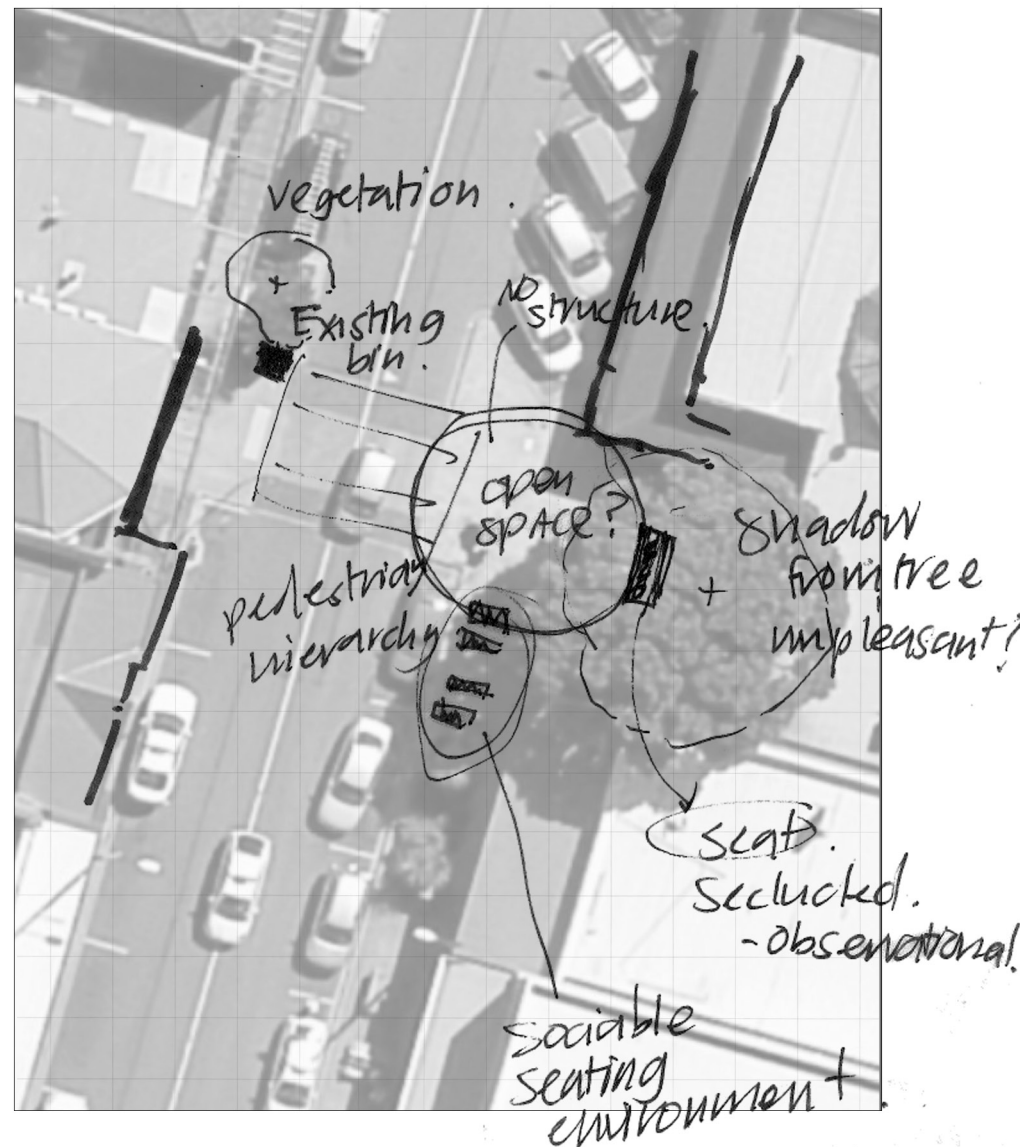 vegetation.
No
structure.
Existing
bin.
open
space?
shadow
from tree
unpleasant?
pedestrian
hierarchy
seat.
secluded.
- observational.
sociable
seating
environment.